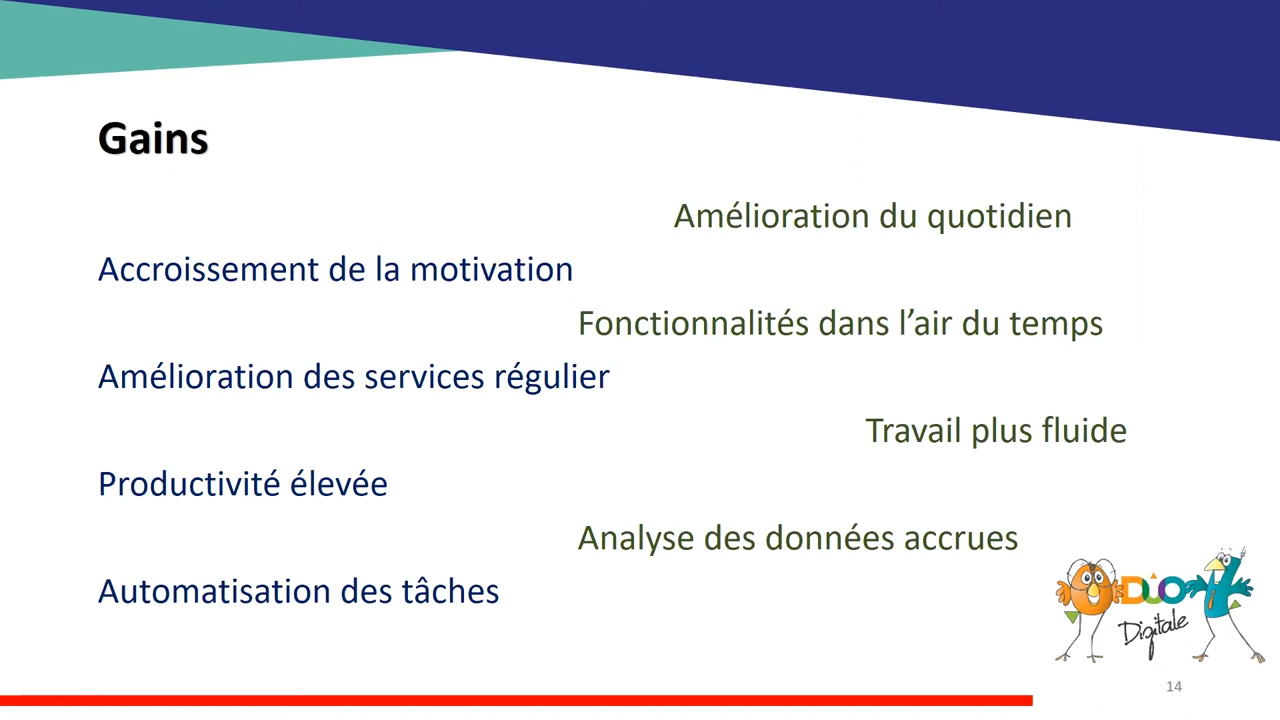 Gains
Amélioration du quotidien
Accroissement de la motivation
Fonctionnalités dans l’air du temps
Amélioration des services régulier
Travail plus fluide
Productivité élevée
Analyse des données accrues
Automatisation des tâches
DUO
Digitale
14